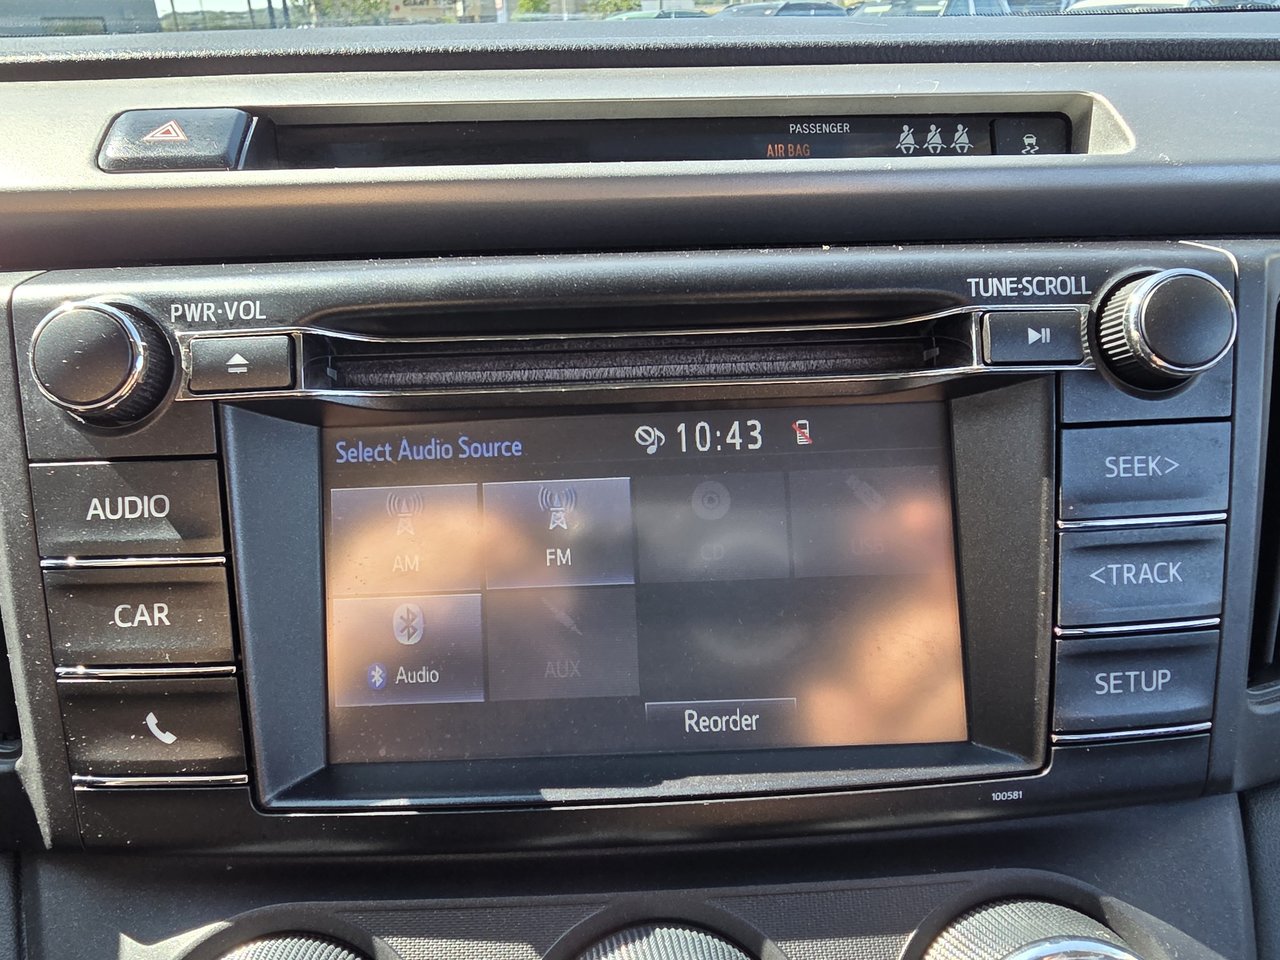 PASSENGER
AIR BAG
PWR·VOL
TUNE·SCROLL
Select Audio Source
10:43
AM
FM
CD
USB
Audio
AUX
Reorder
AUDIO
CAR
SEEK>
<TRACK
SETUP
100581